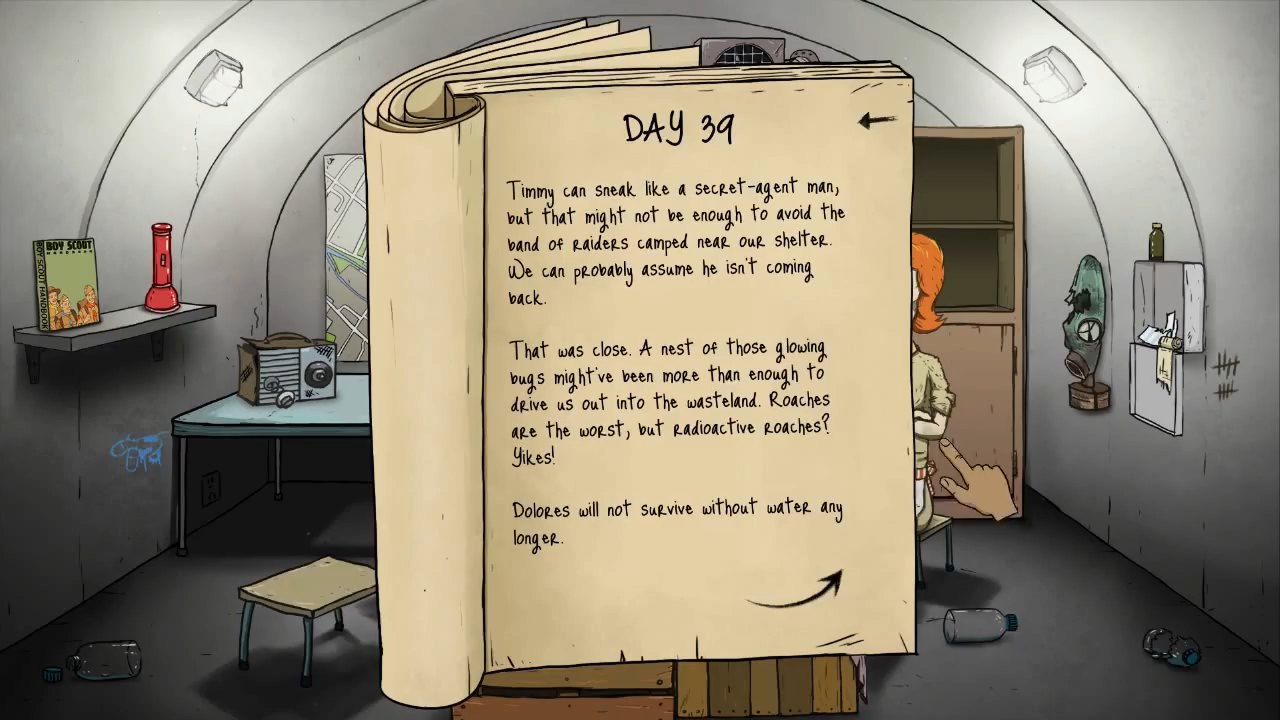 DAY 39
Timmy can sneak like a secret-agent man,
but that might not be enough to avoid the
band of raiders camped near our shelter.
We can probably assume he isn't coming
back.
That was close. A nest of those glowing
bugs might've been more than enough to
drive us out into the wasteland. Roaches
are the worst, but radioactive roaches?
Yikes!
Dolores will not survive without water any
longer.
BOY SCOUT
BOY SCOUT HANDBOOK